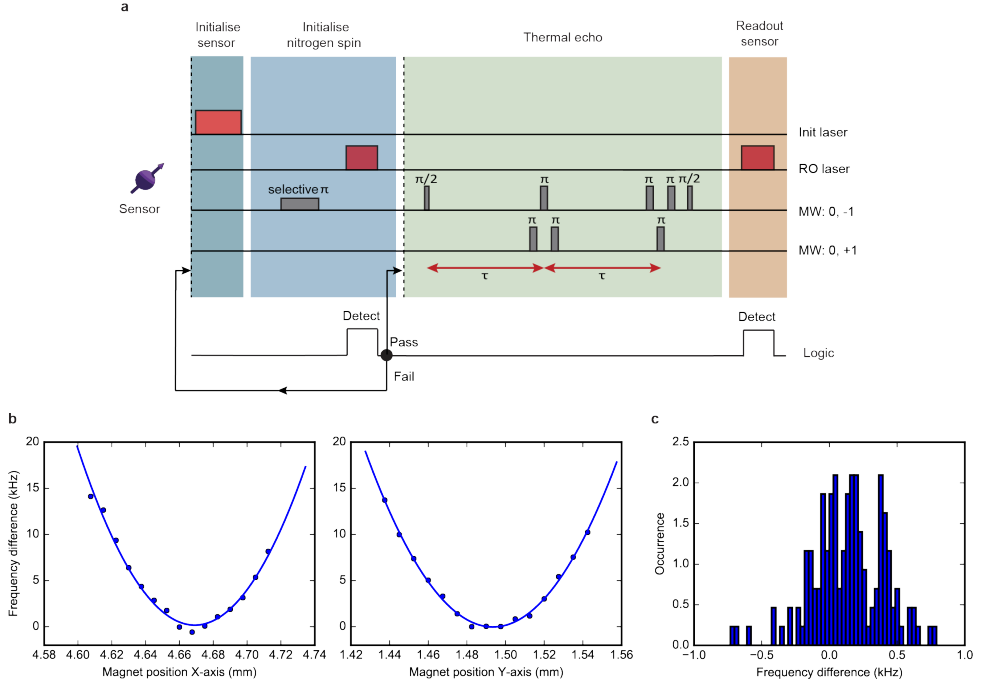 a
Initialise
sensor
Initialise
nitrogen spin
Thermal echo
Readout
sensor
Init laser
RO laser
selective π
π/2
π
π
π
π/2
MW: 0, -1
Sensor
π
π
π
MW: 0, +1
τ
τ
Detect
Detect
Pass
Logic
Fail
b
c
20
15
10
5
0
Frequency difference (kHz)
4.58
4.60
4.62
4.64
4.66
4.68
4.70
4.72
4.74
Magnet position X-axis (mm)
20
15
10
5
0
1.42
1.44
1.46
1.48
1.50
1.52
1.54
1.56
Magnet position Y-axis (mm)
2.5
2.0
1.5
1.0
0.5
0.0
Occurrence
−1.0
−0.5
0.0
0.5
1.0
Frequency difference (kHz)